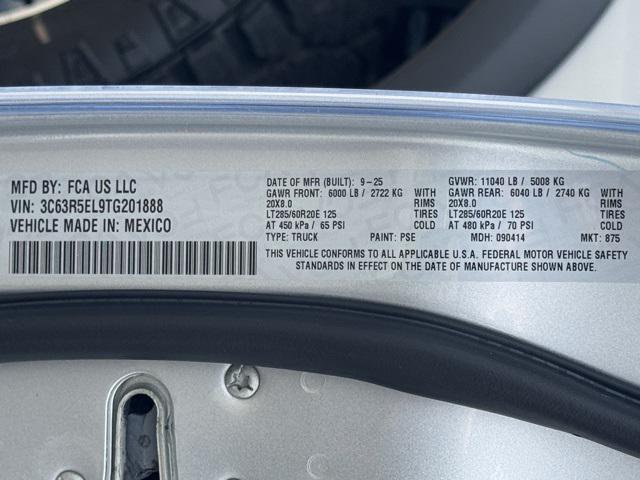 MFD BY: FCA US LLC
VIN: 3C63R5EL9TG201888
VEHICLE MADE IN: MEXICO
DATE OF MFR (BUILT): 9-25
GAWR FRONT: 6000 LB / 2722 KG WITH
20X8.0 RIMS
LT285/60R20E 125 TIRES
AT 450 kPa / 65 PSI COLD
TYPE: TRUCK PAINT: PSE
GVWR: 11040 LB / 5008 KG
GAWR REAR: 6040 LB / 2740 KG WITH
20X8.0 RIMS
LT285/60R20E 125 TIRES
AT 480 kPa / 70 PSI COLD
MDH: 090414 MKT: 875
THIS VEHICLE CONFORMS TO ALL APPLICABLE U.S.A. FEDERAL MOTOR VEHICLE SAFETY
STANDARDS IN EFFECT ON THE DATE OF MANUFACTURE SHOWN ABOVE.